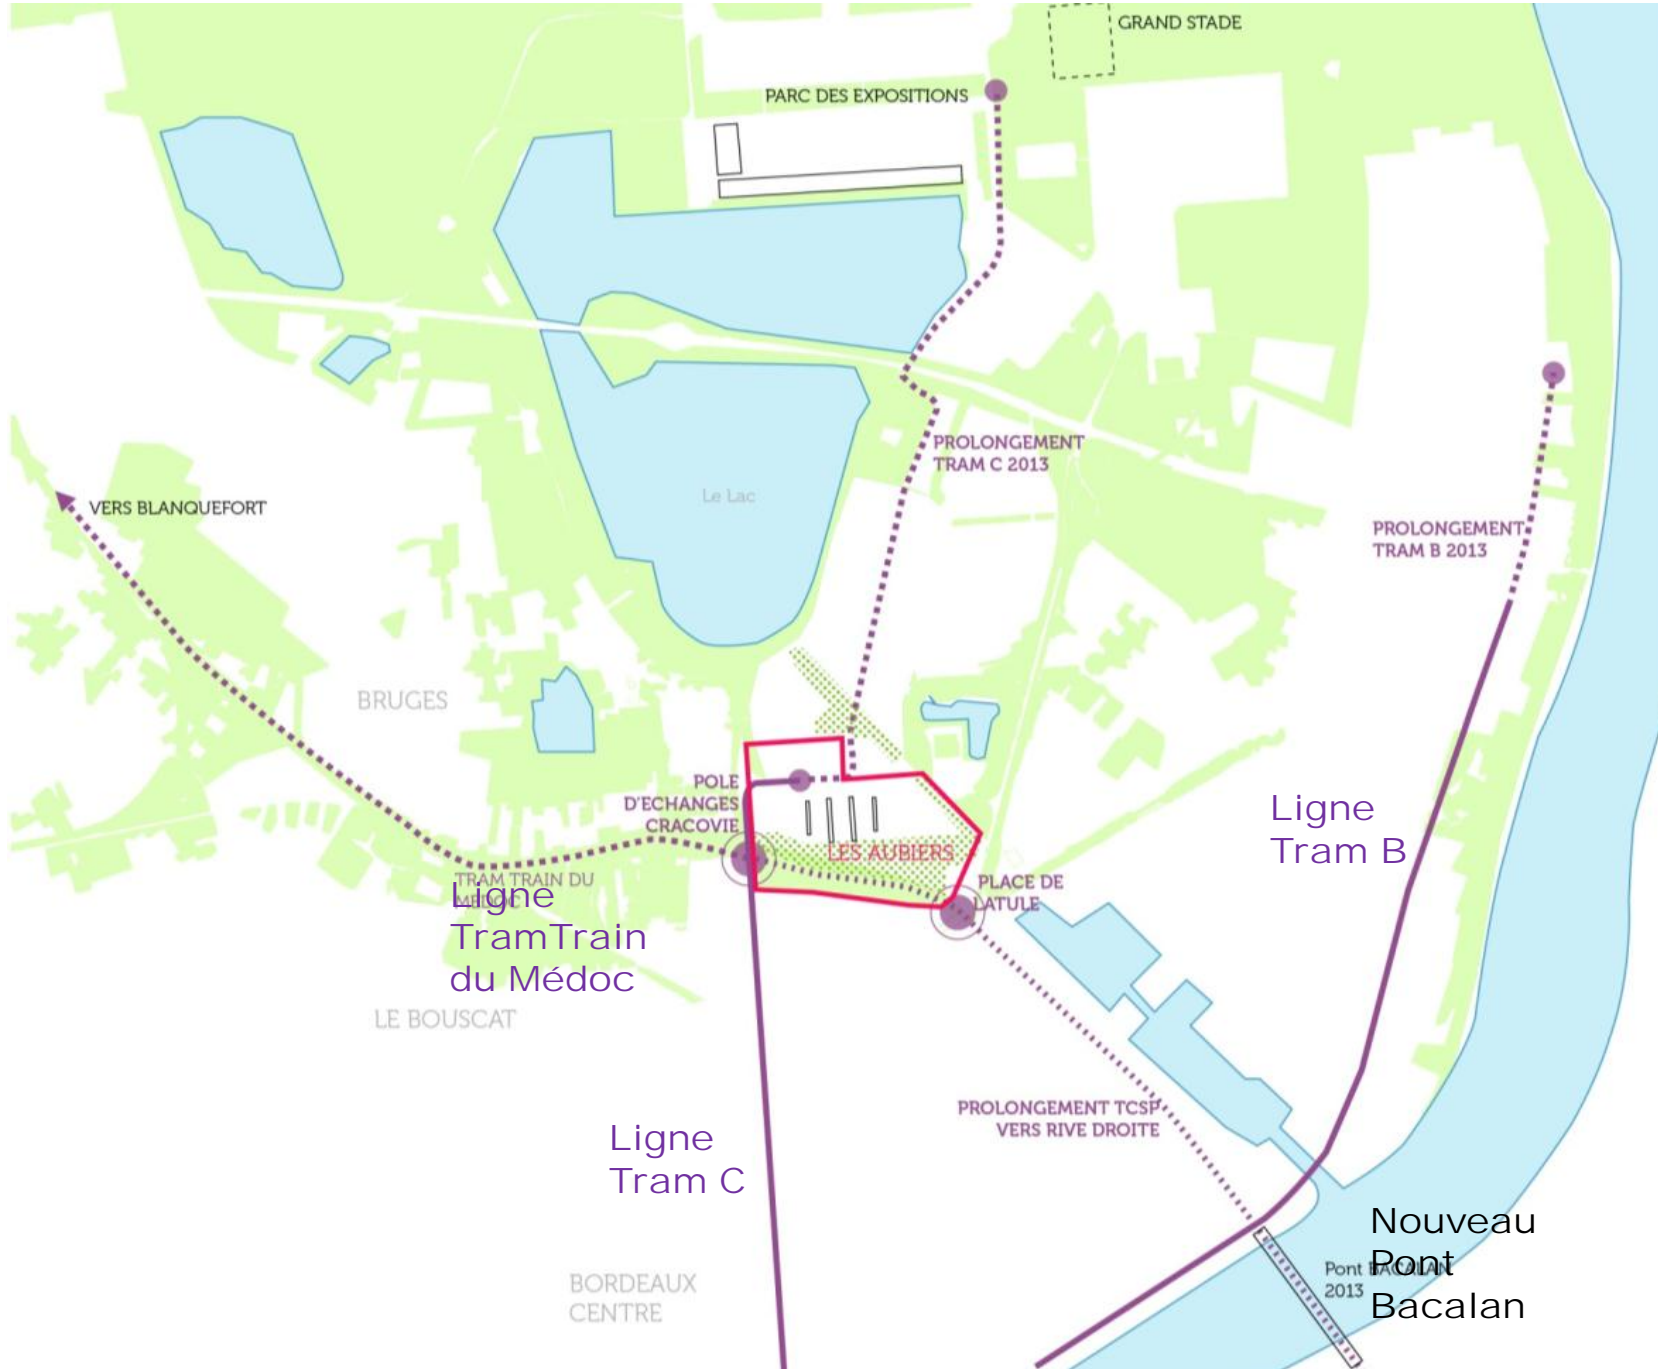 GRAND STADE
PARC DES EXPOSITIONS
PROLONGEMENT
TRAM C 2013
Le Lac
VERS BLANQUEFORT
PROLONGEMENT
TRAM B 2013
BRUGES
POLE
D'ECHANGES
CRACOVIE
Ligne
Tram B
LES AUBIERS
TRAM TRAIN DU
MEDOC
PLACE DE
LATULE
Ligne
TramTrain
du Médoc
LE BOUSCAT
PROLONGEMENT TCSP
VERS RIVE DROITE
Ligne
Tram C
Nouveau
Pont
Bacalan
Pont BACALAN
2013
BORDEAUX
CENTRE